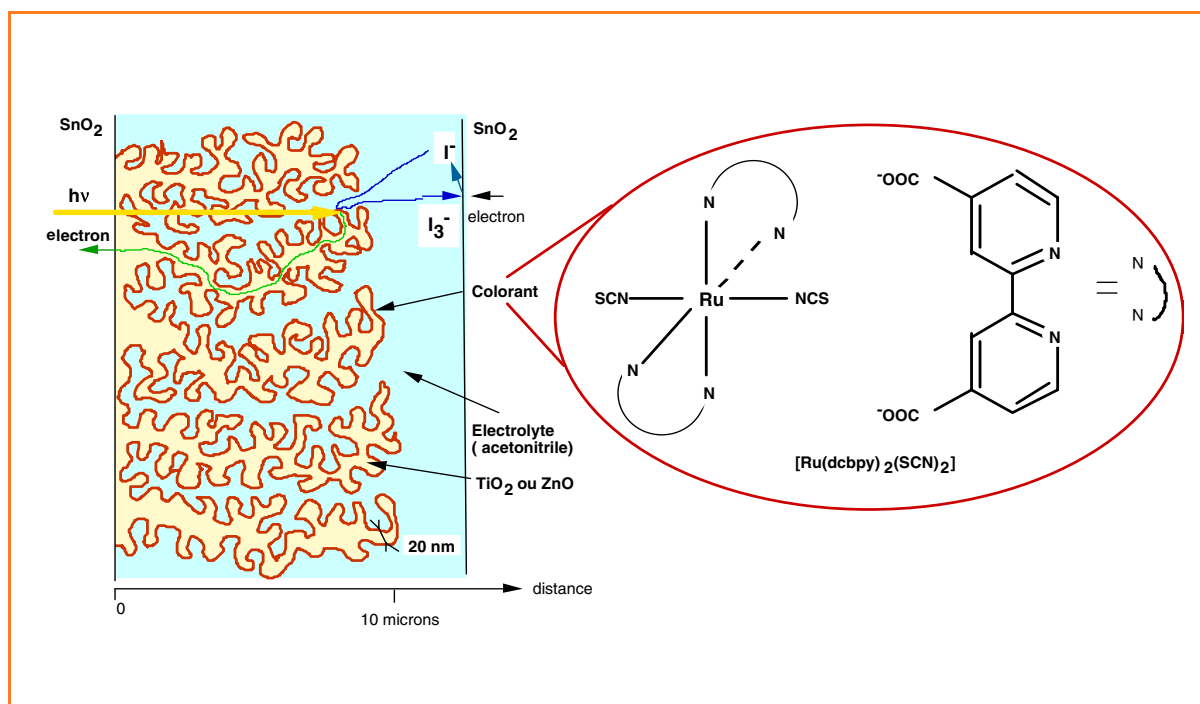 SnO2
SnO2
I-
hν
I3-
electron
electron
Colorant
Electrolyte
( acetonitrile)
TiO2 ou ZnO
20 nm
distance
0
10 microns
N
N
SCN
Ru
NCS
N
N
-OOC
N
N
-OOC
N
=
N
[Ru(dcbpy) 2(SCN)2]